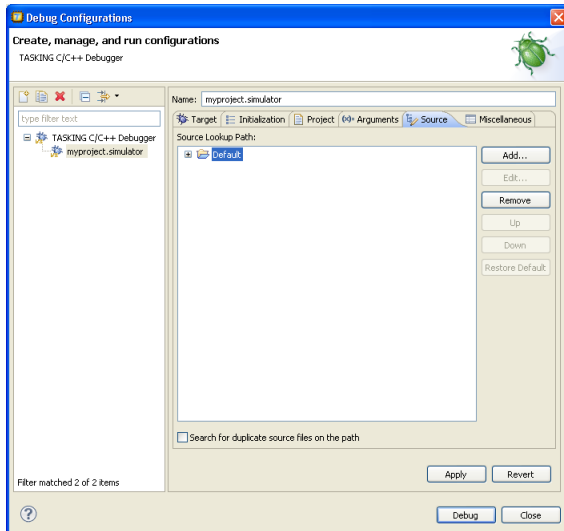 Debug Configurations
Create, manage, and run configurations
TASKING C/C++ Debugger
type filter text
TASKING C/C++ Debugger
myproject.simulator
Filter matched 2 of 2 items
Name: myproject.simulator
Target Initialization Project (x)= Arguments Source Miscellaneous
Source Lookup Path:
Default
Add...
Edit...
Remove
Up
Down
Restore Default
Search for duplicate source files on the path
Apply Revert
? Debug Close